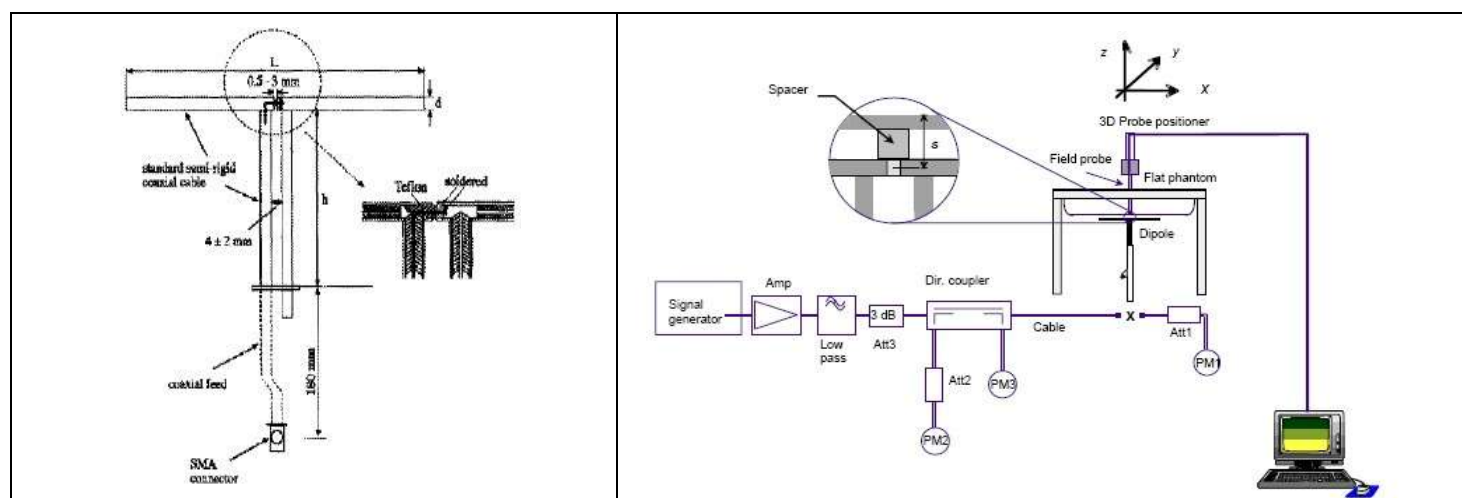 L
0.5 - 3 mm
d
standard semi-rigid
coaxial cable
h
Teflon
soldered
4 ± 2 mm
180 mm
coaxial feed
SMA
connector
z
y
X
3D Probe positioner
Spacer
s
Field probe
Flat phantom
Dipole
Signal
generator
Amp
Low
pass
3 dB
Att3
Dir. coupler
Cable
x
Att1
PM1
Att2
PM3
PM2